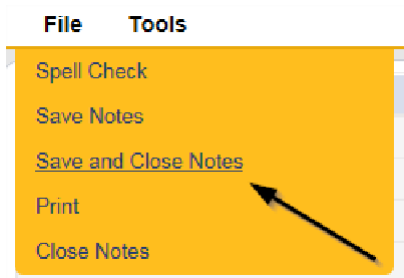 File Tools
Spell Check
Save Notes
Save and Close Notes
Print
Close Notes